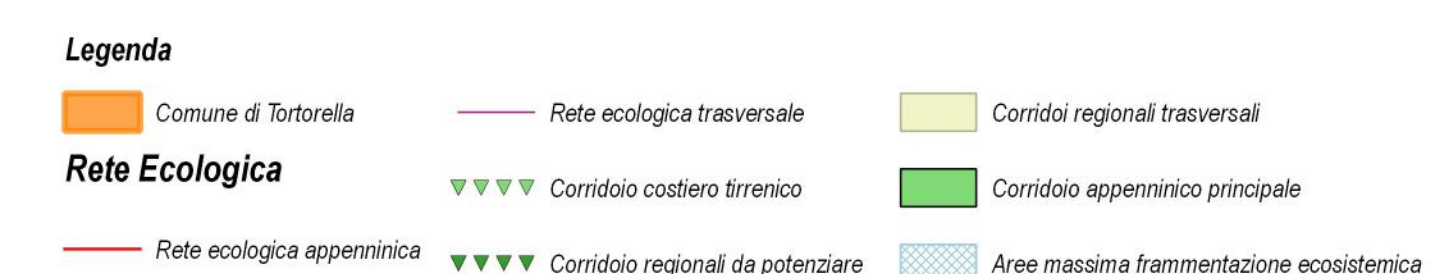 Legenda
Comune di Tortorella
Rete Ecologica
Rete ecologica appenninica
Rete ecologica trasversale
Corridoio costiero tirrenico
Corridoio regionali da potenziare
Corridoi regionali trasversali
Corridoio appenninico principale
Aree massima frammentazione ecosistemica